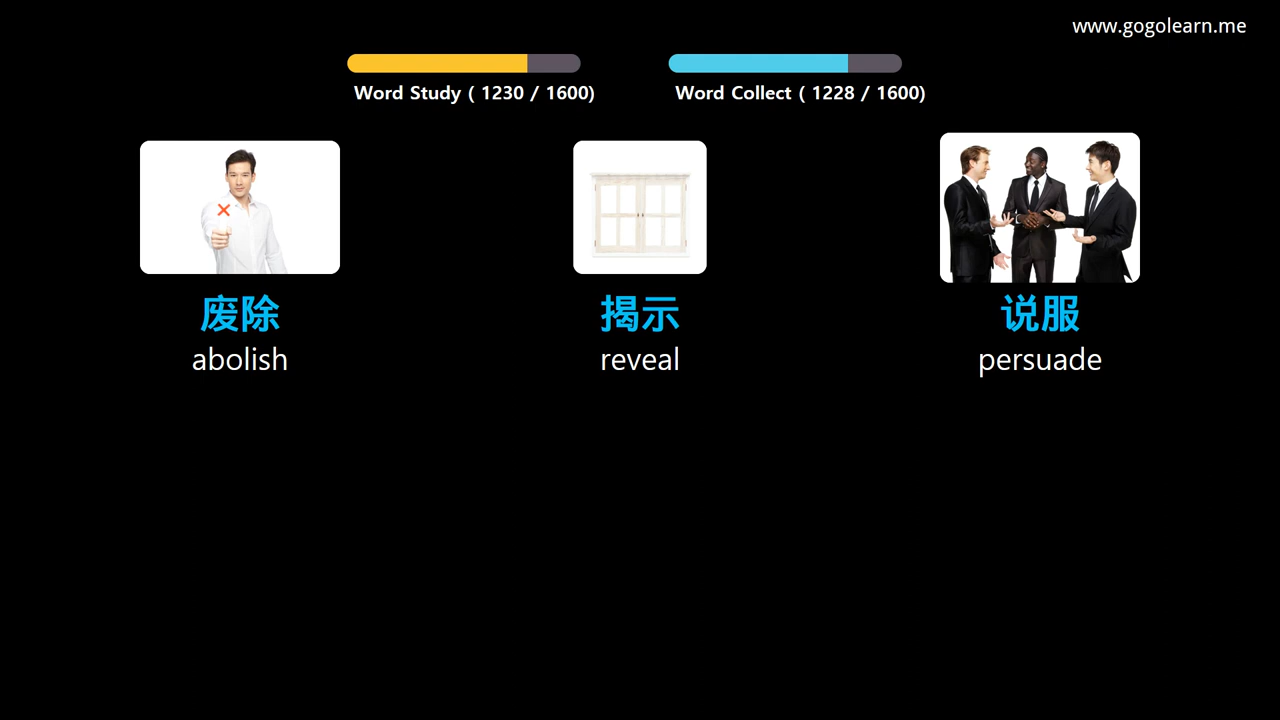 www.gogolearn.me
Word Study ( 1230 / 1600)
Word Collect ( 1228 / 1600)
废除
abolish
揭示
reveal
说服
persuade